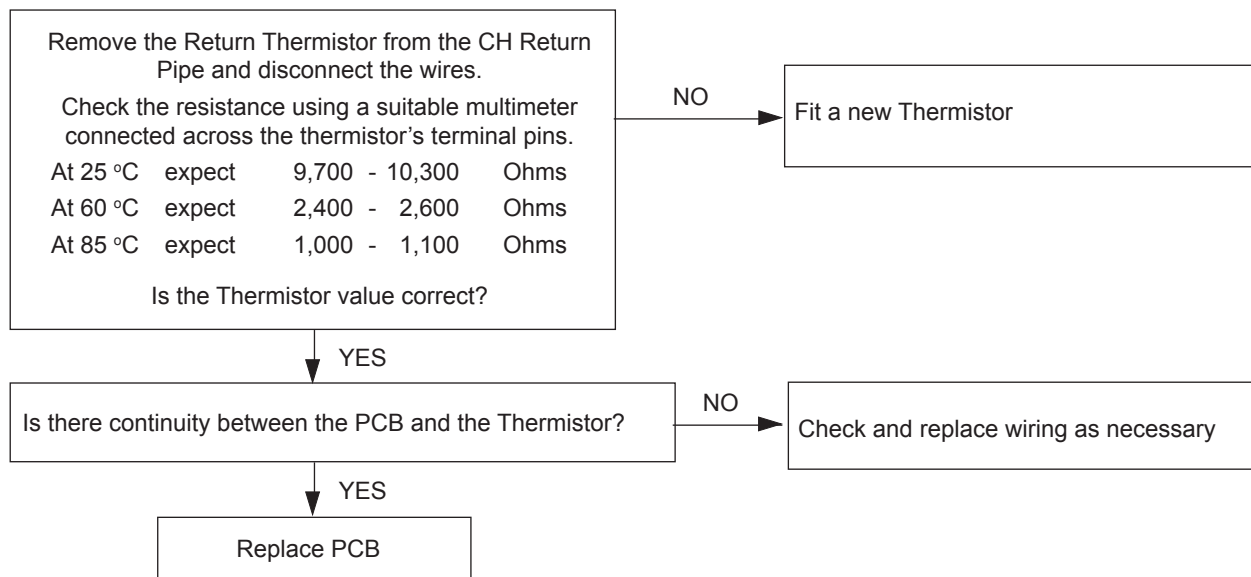 Remove the Return Thermistor from the CH Return
Pipe and disconnect the wires.
Check the resistance using a suitable multimeter
connected across the thermistor’s terminal pins.
At 25 °C expect 9,700 - 10,300 Ohms
At 60 °C expect 2,400 - 2,600 Ohms
At 85 °C expect 1,000 - 1,100 Ohms
Is the Thermistor value correct?
NO
Fit a new Thermistor
YES
Is there continuity between the PCB and the Thermistor?
NO
Check and replace wiring as necessary
YES
Replace PCB